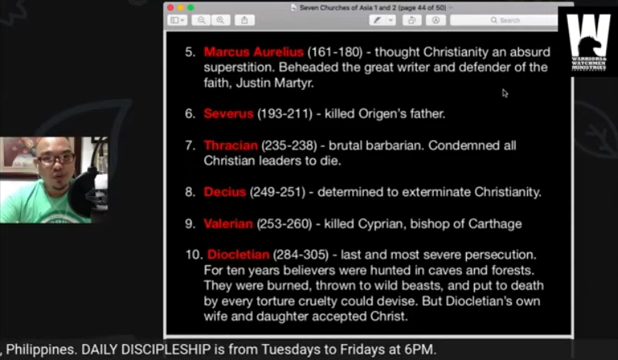 Seven Churches of Asia 1 and 2 (page 44 of 50)
Search
WARRIORS &
WATCHMEN
MINISTRIES
5. Marcus Aurelius (161-180) - thought Christianity an absurd
superstition. Beheaded the great writer and defender of the
faith, Justin Martyr.
6. Severus (193-211) - killed Origen's father.
7. Thracian (235-238) - brutal barbarian. Condemned all
Christian leaders to die.
8. Decius (249-251) - determined to exterminate Christianity.
9. Valerian (253-260) - killed Cyprian, bishop of Carthage
10. Diocletian (284-305) - last and most severe persecution.
For ten years believers were hunted in caves and forests.
They were burned, thrown to wild beasts, and put to death
by every torture cruelty could devise. But Diocletian's own
wife and daughter accepted Christ.
, Philippines. DAILY DISCIPLESHIP is from Tuesdays to Fridays at 6PM.